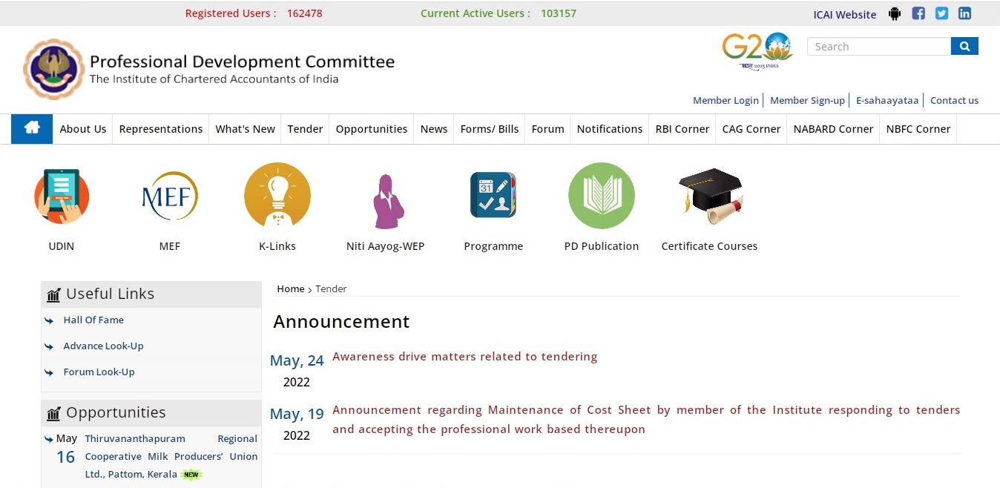 Registered Users : 162478 Current Active Users : 103157 ICAI Website
G20
2023 INDIA
Search
Professional Development Committee
The Institute of Chartered Accountants of India
Member Login Member Sign-up E-sahaayataa Contact us
About Us Representations What's New Tender Opportunities News Forms/ Bills Forum Notifications RBI Corner CAG Corner NABARD Corner NBFC Corner
MEF
31
UDIN MEF K-Links Niti Aayog-WEP Programme PD Publication Certificate Courses
Useful Links
Hall Of Fame
Advance Look-Up
Forum Look-Up
Opportunities
May 16
Thiruvananthapuram Regional
Cooperative Milk Producers’ Union
Ltd., Pattom, Kerala NEW
Home › Tender
Announcement
May, 24 2022
Awareness drive matters related to tendering
May, 19 2022
Announcement regarding Maintenance of Cost Sheet by member of the Institute responding to tenders
and accepting the professional work based thereupon